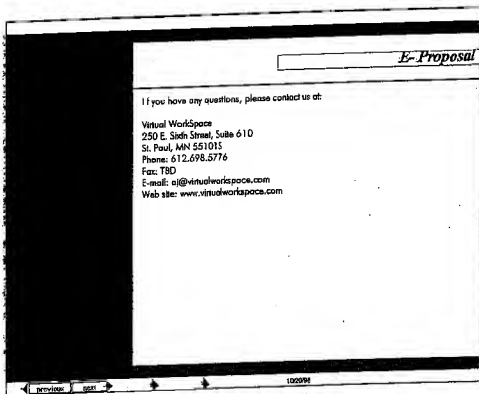 E-Proposal
If you have any questions, please contact us at:
Virtual WorkSpace
250 E. Sixth Street, Suite 610
St. Paul, MN 55101S
Phone: 612.698.5776
Fax: TBD
E-mail: aj@virtualworkspace.com
Web site: www.virtualworkspace.com
previous next 10/20/98